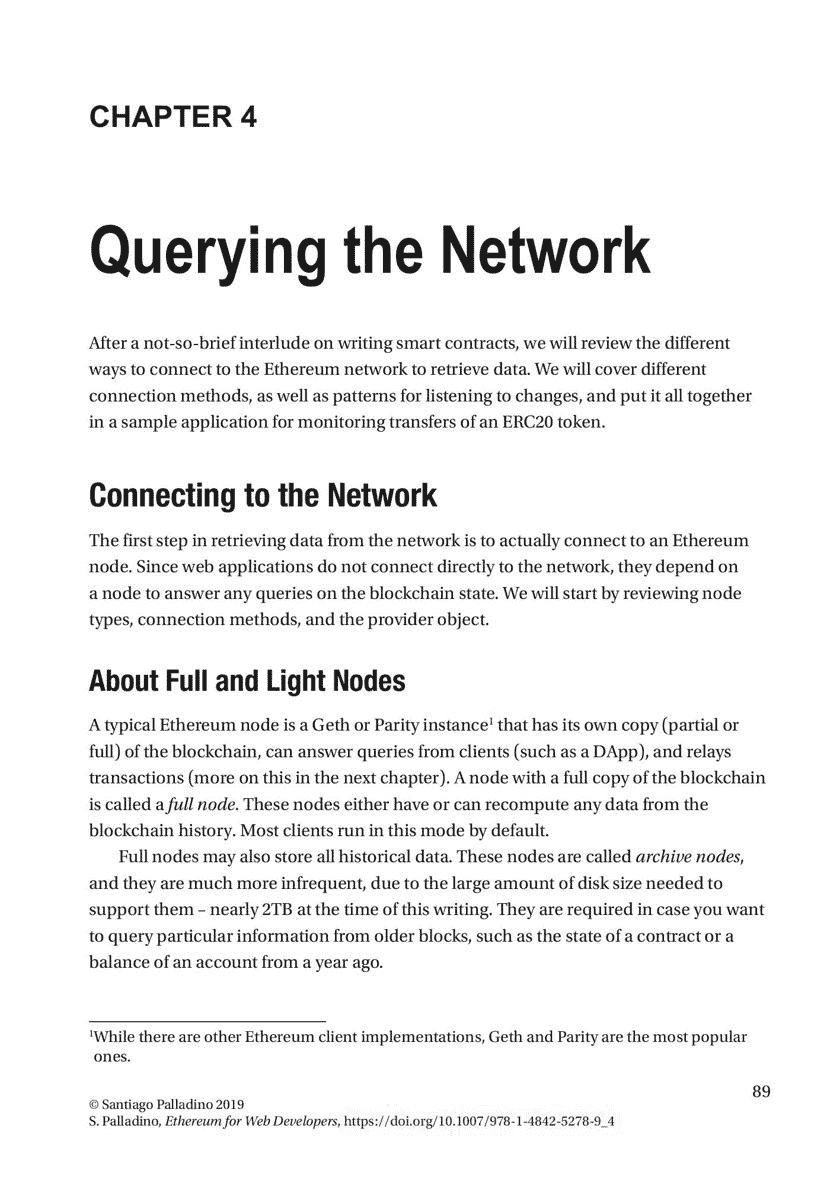 CHAPTER 4
Querying the Network
After a not-so-brief interlude on writing smart contracts, we will review the different
ways to connect to the Ethereum network to retrieve data. We will cover different
connection methods, as well as patterns for listening to changes, and put it all together
in a sample application for monitoring transfers of an ERC20 token.
Connecting to the Network
The first step in retrieving data from the network is to actually connect to an Ethereum
node. Since web applications do not connect directly to the network, they depend on
a node to answer any queries on the blockchain state. We will start by reviewing node
types, connection methods, and the provider object.
About Full and Light Nodes
A typical Ethereum node is a Geth or Parity instance¹ that has its own copy (partial or
full) of the blockchain, can answer queries from clients (such as a DApp), and relays
transactions (more on this in the next chapter). A node with a full copy of the blockchain
is called a full node. These nodes either have or can recompute any data from the
blockchain history. Most clients run in this mode by default.
Full nodes may also store all historical data. These nodes are called archive nodes,
and they are much more infrequent, due to the large amount of disk size needed to
support them – nearly 2TB at the time of this writing. They are required in case you want
to query particular information from older blocks, such as the state of a contract or a
balance of an account from a year ago.
¹While there are other Ethereum client implementations, Geth and Parity are the most popular
ones.
89
© Santiago Palladino 2019
S. Palladino, Ethereum for Web Developers, https://doi.org/10.1007/978-1-4842-5278-9_4